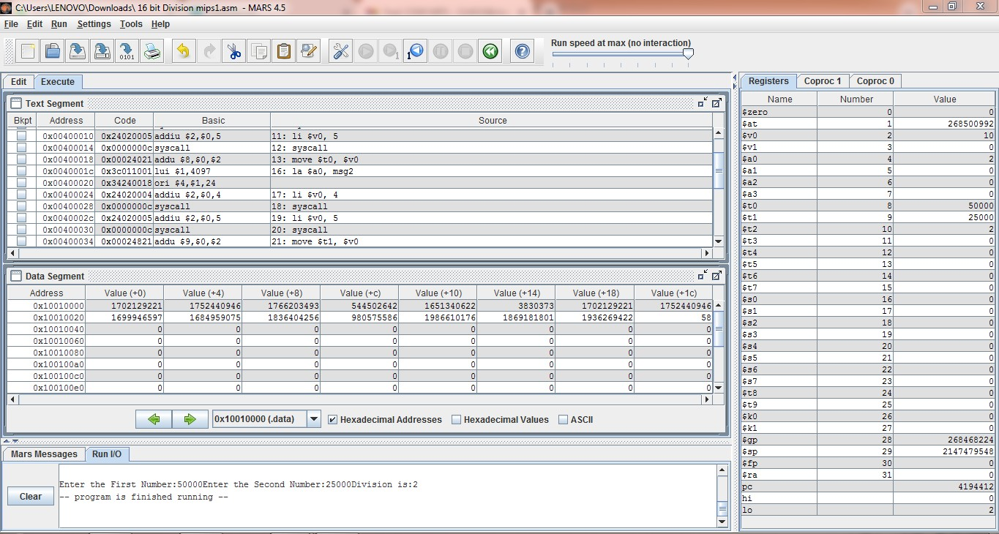 C:\Users\LENOVO\Downloads\ 16 bit Division mips1.asm - MARS 4.5
File Edit Run Settings Tools Help
Run speed at max (no interaction)
Edit Execute
Text Segment
Bkpt Address Code Basic Source
0x00400010 0x24020005 addiu $2,$0,5 11: li $v0, 5
0x00400014 0x0000000c syscall 12: syscall
0x00400018 0x00024021 addu $8,$0,$2 13: move $t0, $v0
0x0040001c 0x3c011001 lui $1,4097 16: la $a0, msg2
0x00400020 0x34240018 ori $4,$1,24
0x00400024 0x24020004 addiu $2,$0,4 17: li $v0, 4
0x00400028 0x0000000c syscall 18: syscall
0x0040002c 0x24020005 addiu $2,$0,5 19: li $v0, 5
0x00400030 0x0000000c syscall 20: syscall
0x00400034 0x00024821 addu $9,$0,$2 21: move $t1, $v0
Data Segment
Address Value (+0) Value (+4) Value (+8) Value (+c) Value (+10) Value (+14) Value (+18) Value (+1c)
0x10010000 1702129221 1752440946 1766203493 544502642 1651340622 3830373 1702129221 1752440946
0x10010020 1699946597 1684959075 1836404256 980575586 1986610176 1869181801 1936269422 58
0x10010040 0 0 0 0 0 0 0 0
0x10010060 0 0 0 0 0 0 0 0
0x10010080 0 0 0 0 0 0 0 0
0x100100a0 0 0 0 0 0 0 0 0
0x100100c0 0 0 0 0 0 0 0 0
0x100100e0 0 0 0 0 0 0 0 0
0x10010000 (.data) Hexadecimal Addresses Hexadecimal Values ASCII
Mars Messages Run I/O
Clear
Enter the First Number:50000Enter the Second Number:25000Division is:2
-- program is finished running --
Registers Coproc 1 Coproc 0
Name Number Value
$zero 0 0
$at 1 268500992
$v0 2 10
$v1 3 0
$a0 4 2
$a1 5 0
$a2 6 0
$a3 7 0
$t0 8 50000
$t1 9 25000
$t2 10 2
$t3 11 0
$t4 12 0
$t5 13 0
$t6 14 0
$t7 15 0
$s0 16 0
$s1 17 0
$s2 18 0
$s3 19 0
$s4 20 0
$s5 21 0
$s6 22 0
$s7 23 0
$t8 24 0
$t9 25 0
$k0 26 0
$k1 27 0
$gp 28 268468224
$sp 29 2147479548
$fp 30 0
$ra 31 0
pc 4194412
hi 0
lo 2